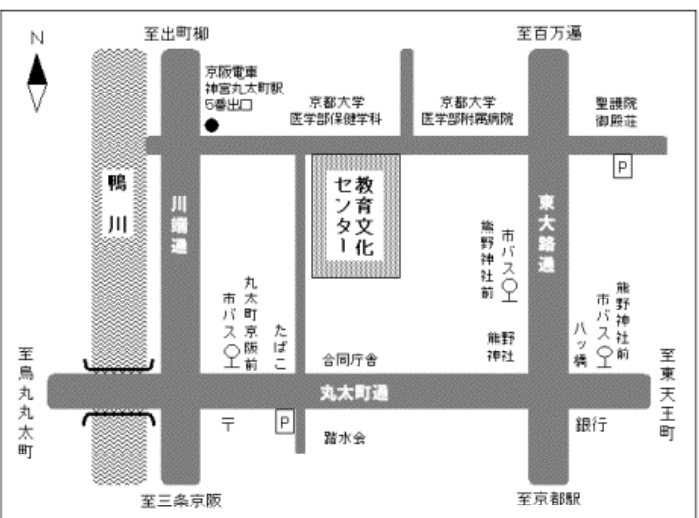 N
至出町柳
至百万遍
京阪電車
神宮丸太町駅
5番出口
京都大学
医学部保健学科
京都大学
医学部附属病院
聖護院
御殿荘
P
鴨川
川端通
教育文化
センター
東大路通
市バス
熊野神社前
丸太町京阪前
市バス
たばこ
合同庁舎
熊野
神社
八ッ橋
熊野神社前
市バス
至烏丸丸太町
至東天王町
丸太町通
〒
P
踏水会
銀行
至三条京阪
至京都駅